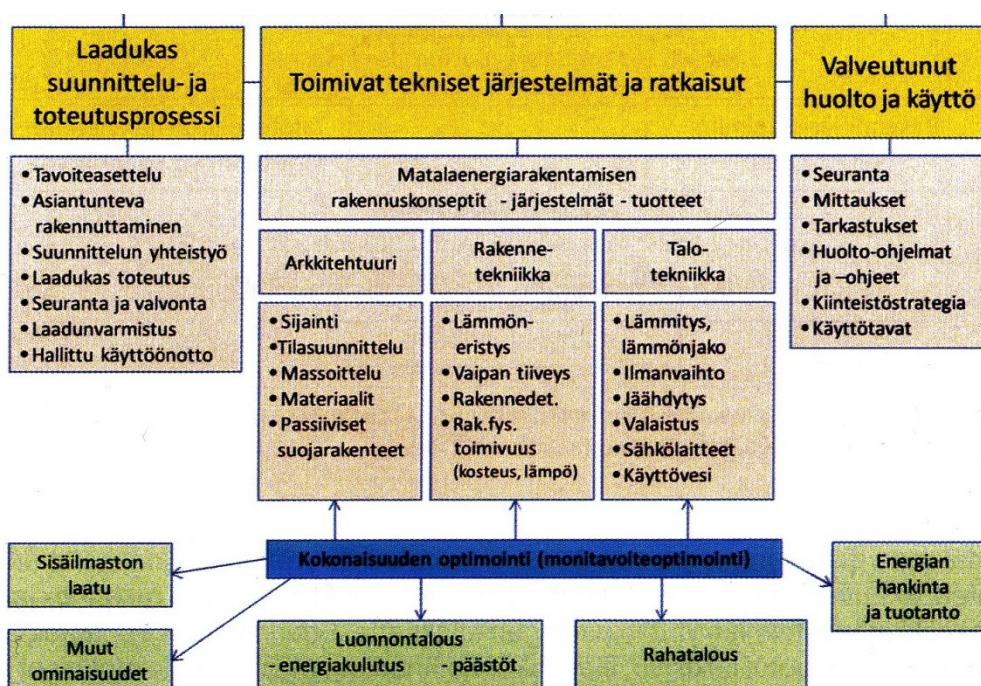 Laadukas
suunnittelu- ja
toteutusprosessi
Toimivat tekniset järjestelmät ja ratkaisut
Valveutunut
huolto ja käyttö
• Tavoiteasettelu
• Asiantunteva
rakennuttaminen
• Suunnittelun yhteistyö
• Laadukas toteutus
• Seuranta ja valvonta
• Laadunvarmistus
• Hallittu käyttöönotto
Matalaenergiarakentamisen
rakennuskonseptit - järjestelmät - tuotteet
Arkkitehtuuri
• Sijainti
• Tilasuunnittelu
• Massoittelu
• Materiaalit
• Passiiviset
suojarakenteet
Rakenne-
tekniikka
• Lämmön-
eristys
• Vaipan tiiveys
• Rakennedet.
• Rak.fys.
toimivuus
(kosteus, lämpö)
Talo-
tekniikka
• Lämmitys,
lämmönjako
• Ilmanvaihto
• Jäähdytys
• Valaistus
• Sähkölaitteet
• Käyttövesi
• Seuranta
• Mittaukset
• Tarkastukset
• Huolto-ohjelmat
ja –ohjeet
• Kiinteistöstrategia
• Käyttötavat
Kokonaisuuden optimointi (monitavoiteoptimointi)
Sisäilmaston
laatu
Muut
ominaisuudet
Luonnontalous
- energiakulutus - päästöt
Rahatalous
Energian
hankinta
ja tuotanto